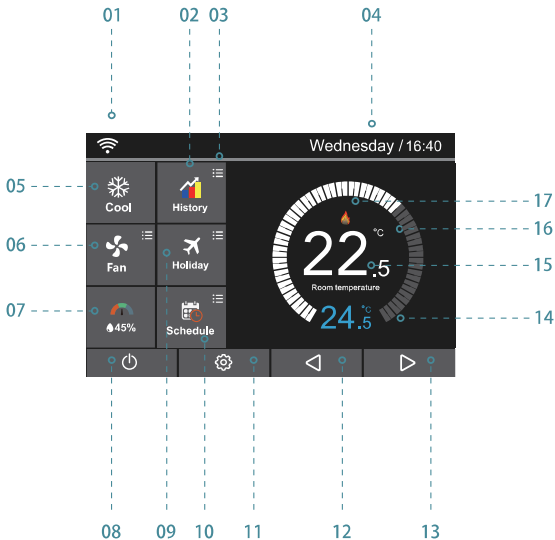 01
02
03
04
Wednesday / 16:40
05
Cool
History
17
16
06
Fan
Holiday
°C
22.5
15
Room temperature
07
45%
Schedule
°C
24.5
14
08
09
10
11
12
13